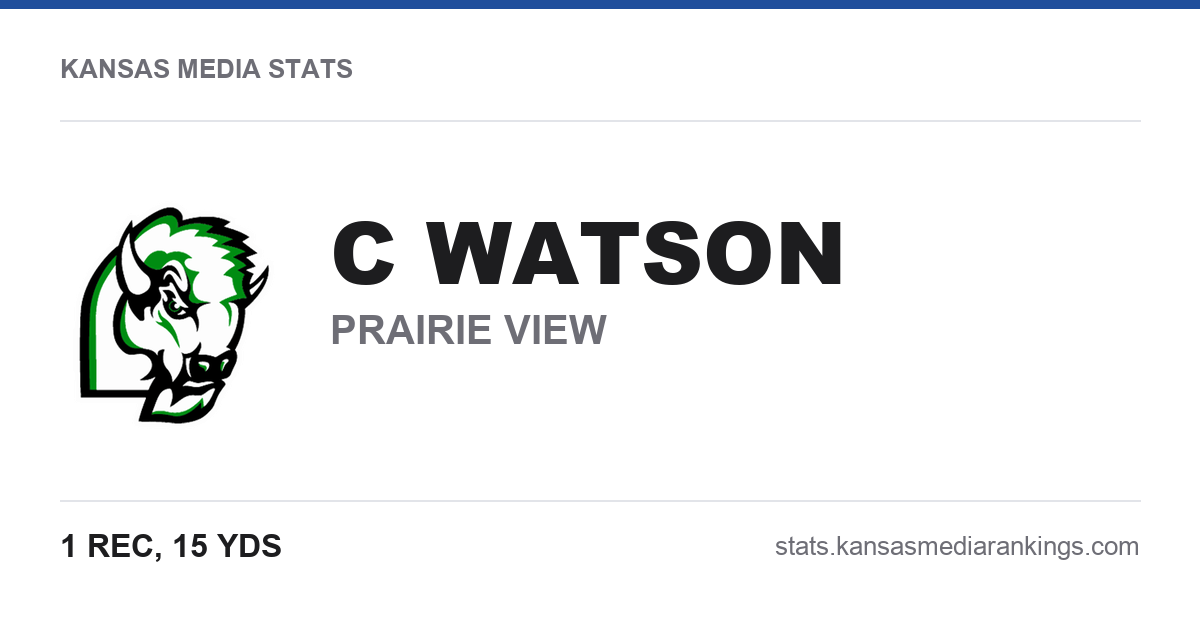 KANSAS MEDIA STATS
C WATSON
PRAIRIE VIEW
1 REC, 15 YDS
stats.kansasmediarankings.com